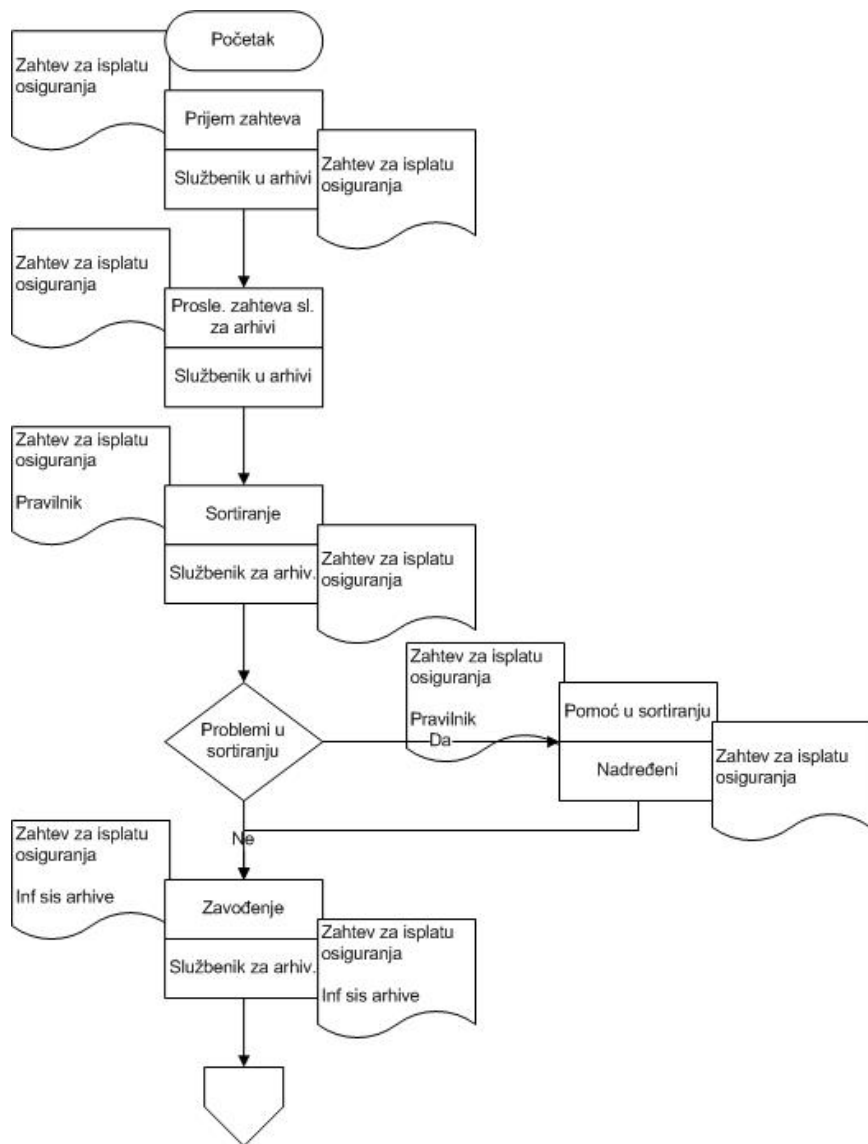 Početak
Zahtev za isplatu
osiguranja
Prijem zahteva
Službenik u arhivi
Zahtev za isplatu
osiguranja
Zahtev za isplatu
osiguranja
Prosle. zahteva sl.
za arhivi
Službenik u arhivi
Zahtev za isplatu
osiguranja
Pravilnik
Sortiranje
Službenik za arhiv.
Zahtev za isplatu
osiguranja
Problemi u
sortiranju
Zahtev za isplatu
osiguranja
Pravilnik
Da
Pomoć u sortiranju
Nadređeni
Zahtev za isplatu
osiguranja
Ne
Zahtev za isplatu
osiguranja
Inf sis arhive
Zavođenje
Službenik za arhiv.
Zahtev za isplatu
osiguranja
Inf sis arhive